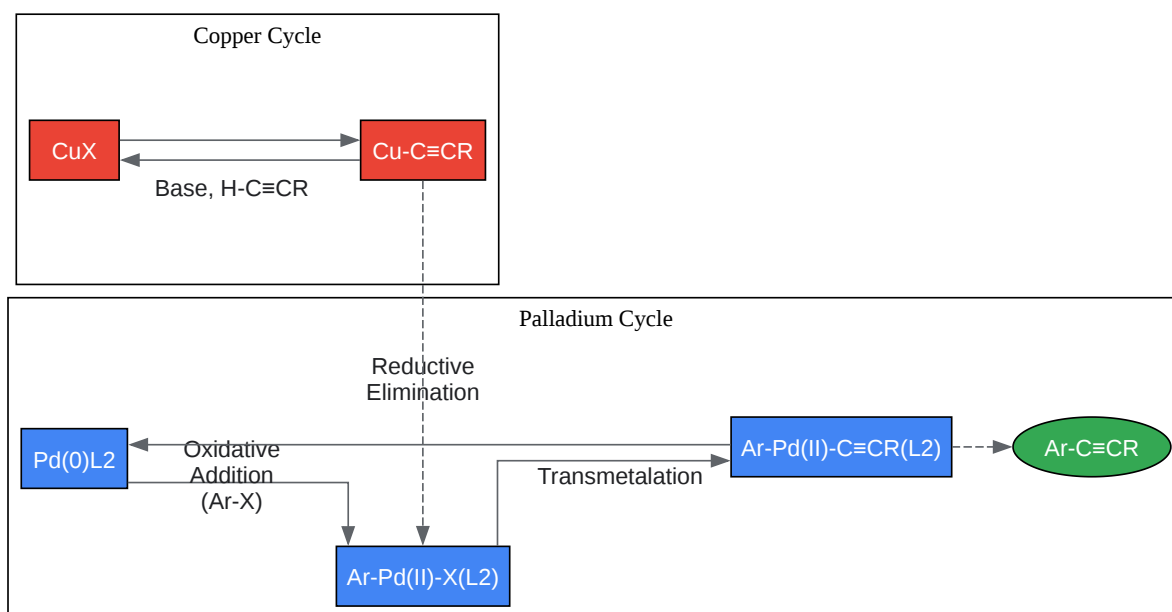 Copper Cycle
CuX
Cu-C≡CR
Base, H-C≡CR
Palladium Cycle
Reductive
Elimination
Pd(0)L2
Oxidative
Addition
(Ar-X)
Ar-Pd(II)-C≡CR(L2)
Ar-C≡CR
Transmetalation
Ar-Pd(II)-X(L2)